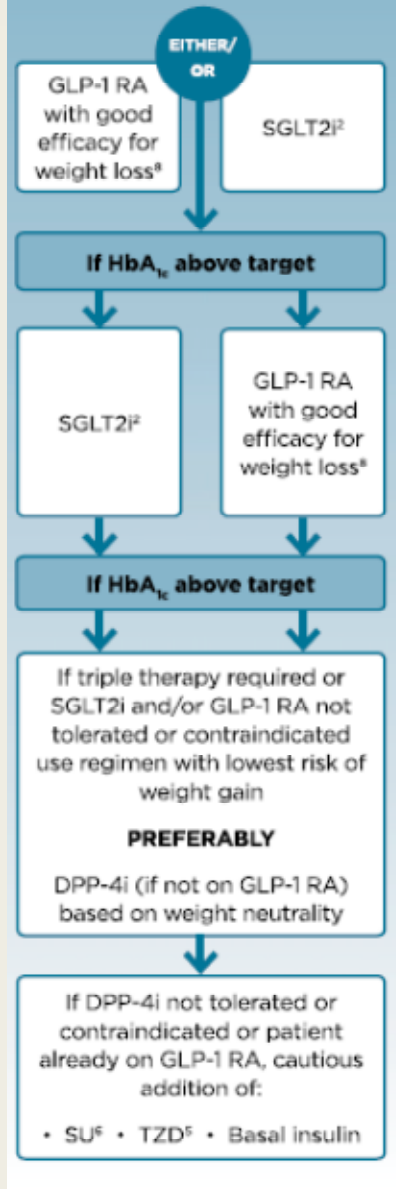 EITHER/
OR
GLP-1 RA
with good
efficacy for
weight loss⁸
SGLT2i²
If HbA₁c above target
SGLT2i²
GLP-1 RA
with good
efficacy for
weight loss⁸
If HbA₁c above target
If triple therapy required or
SGLT2i and/or GLP-1 RA not
tolerated or contraindicated
use regimen with lowest risk of
weight gain
PREFERABLY
DPP-4i (if not on GLP-1 RA)
based on weight neutrality
If DPP-4i not tolerated or
contraindicated or patient
already on GLP-1 RA, cautious
addition of:
• SU⁶ • TZD⁵ • Basal insulin